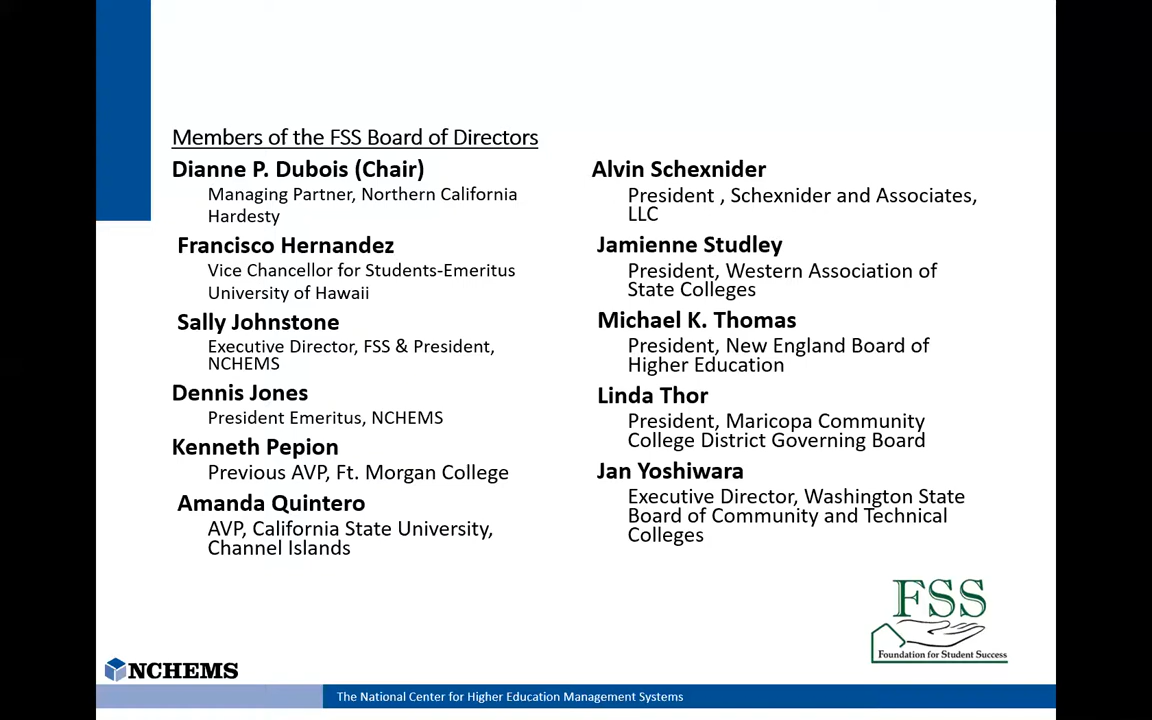 Members of the FSS Board of Directors
Dianne P. Dubois (Chair)
Managing Partner, Northern California
Hardesty
Francisco Hernandez
Vice Chancellor for Students-Emeritus
University of Hawaii
Sally Johnstone
Executive Director, FSS & President,
NCHEMS
Dennis Jones
President Emeritus, NCHEMS
Kenneth Pepion
Previous AVP, Ft. Morgan College
Amanda Quintero
AVP, California State University,
Channel Islands
Alvin Schexnider
President , Schexnider and Associates,
LLC
Jamienne Studley
President, Western Association of
State Colleges
Michael K. Thomas
President, New England Board of
Higher Education
Linda Thor
President, Maricopa Community
College District Governing Board
Jan Yoshiwara
Executive Director, Washington State
Board of Community and Technical
Colleges
FSS
Foundation for Student Success
NCHEMS
The National Center for Higher Education Management Systems